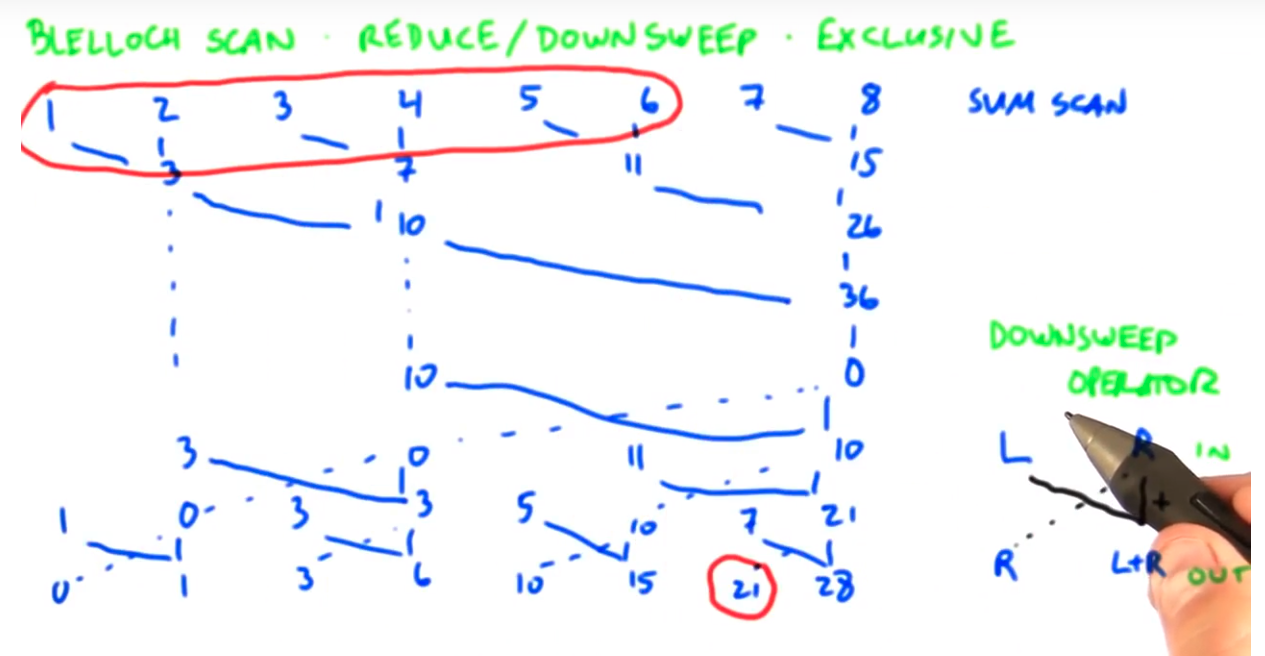 BLELLOCH SCAN · REDUCE/DOWNSWEEP · EXCLUSIVE
1 2 3 4 5 6 7 8 SUM SCAN
3 7 11 15
10 26
36
DOWNSWEEP
10 0
OPERATOR
3 0 11 10
L R IN
1 0 3 3 5 10 7 21
+
0 1 3 6 10 15 21 28
R L+R OUT